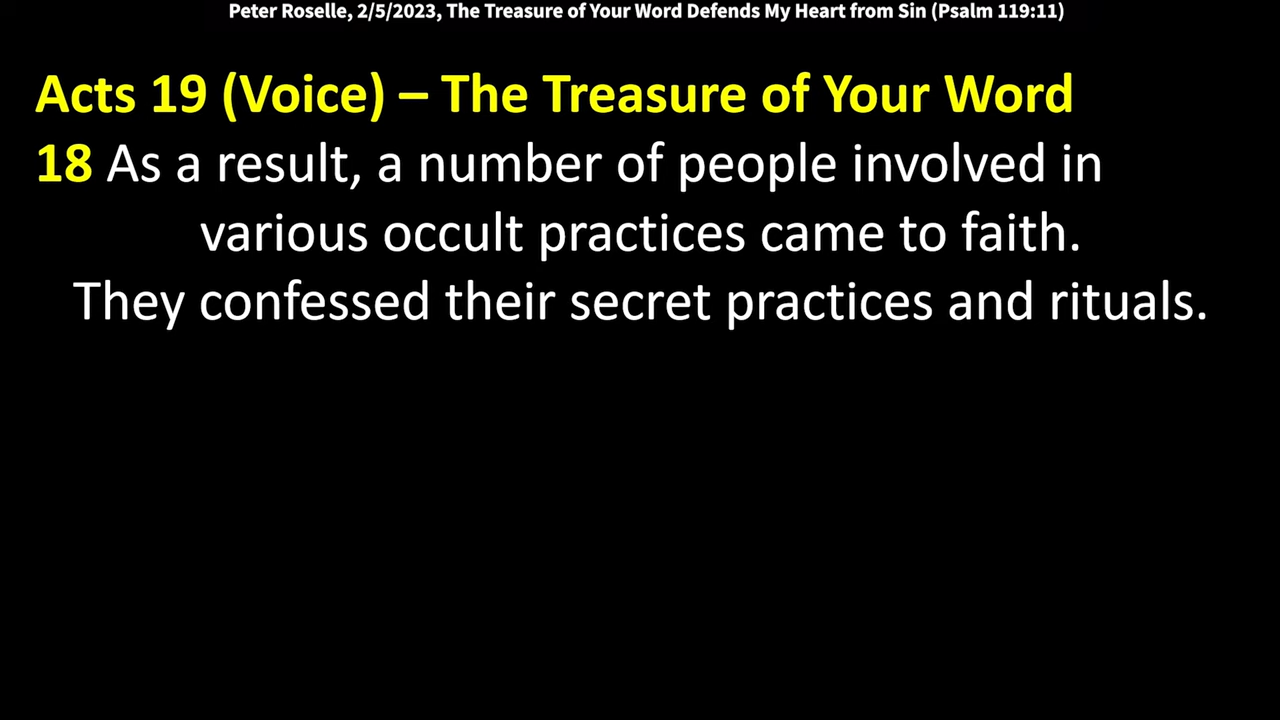 Peter Roselle, 2/5/2023, The Treasure of Your Word Defends My Heart from Sin (Psalm 119:11)
Acts 19 (Voice) – The Treasure of Your Word
18 As a result, a number of people involved in
various occult practices came to faith.
They confessed their secret practices and rituals.